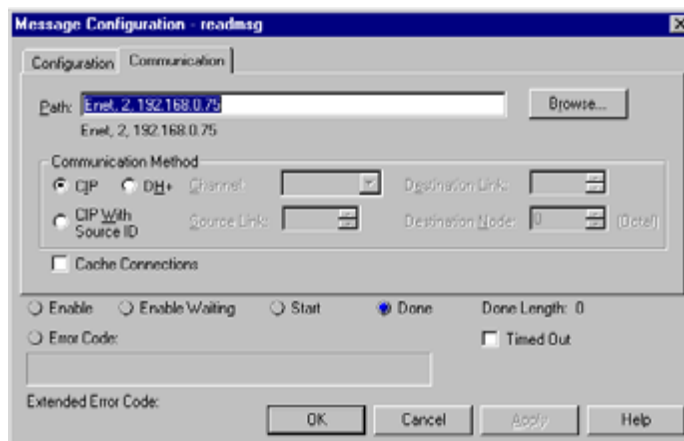 Message Configuration - readmsg
Configuration Communication
Path: Enet, 2, 192.168.0.75 Browse...
Enet, 2, 192.168.0.75
Communication Method
CIP DH+ Channel: Destination Link:
CIP With Source ID Source Link: Destination Node: 0 (Octal)
Cache Connections
Enable Enable Waiting Start Done Done Length: 0
Error Code: Timed Out
Extended Error Code:
OK Cancel Apply Help